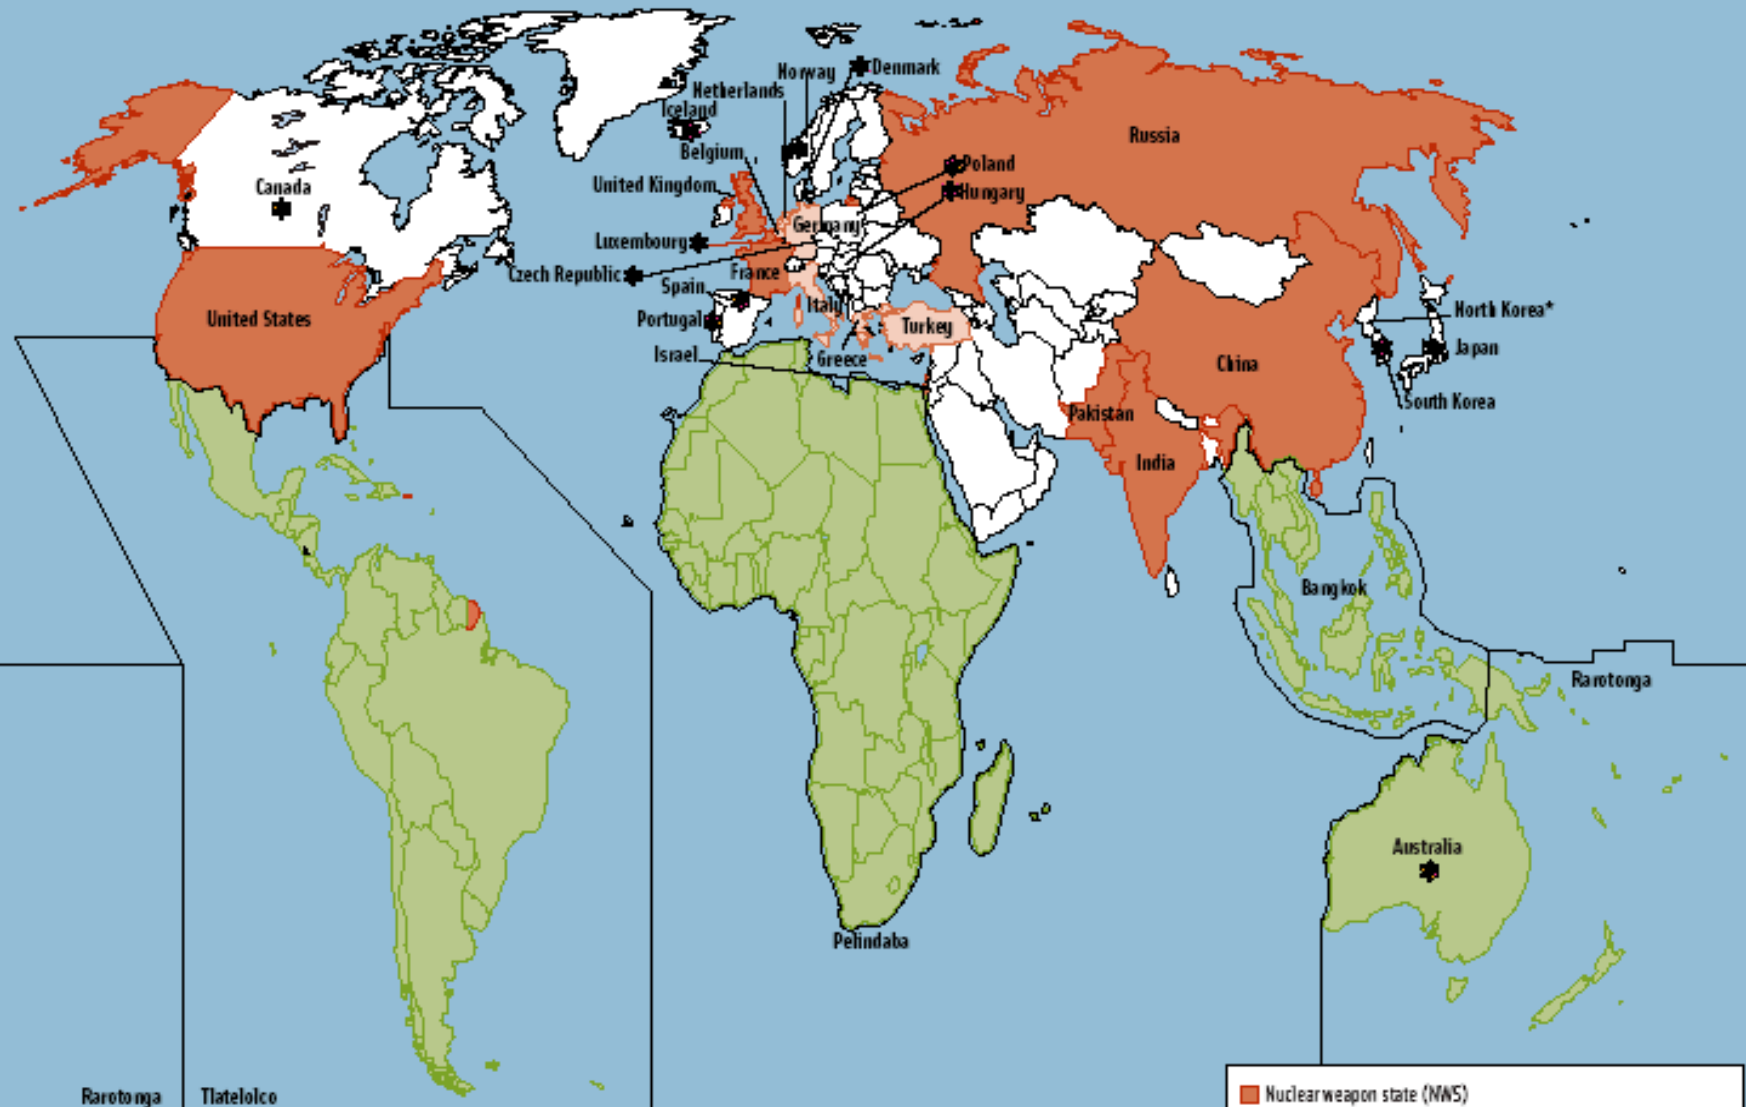 Norway
Denmark
Netherlands
Iceland
Russia
Belgium
Poland
United Kingdom
Canada
Hungary
Germany
Luxembourg
Czech Republic
France
Spain
Italy
North Korea*
United States
Portugal
Turkey
Israel
Greece
Japan
China
South Korea
Pakistan
India
Bangkok
Rarotonga
Australia
Pelindaba
Rarotonga
Tlatelolco
Nuclear weapon state (NWS)